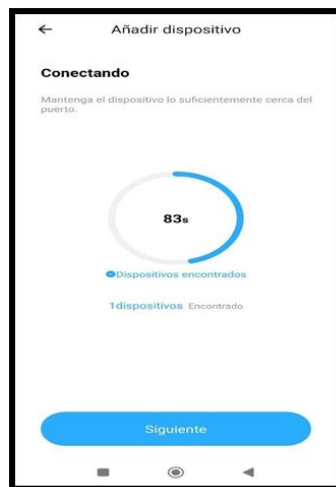 Añadir dispositivo
Conectando
Mantenga el dispositivo lo suficientemente cerca del
puerto.
83s
Dispositivos encontrados
1dispositivos Encontrado
Siguiente